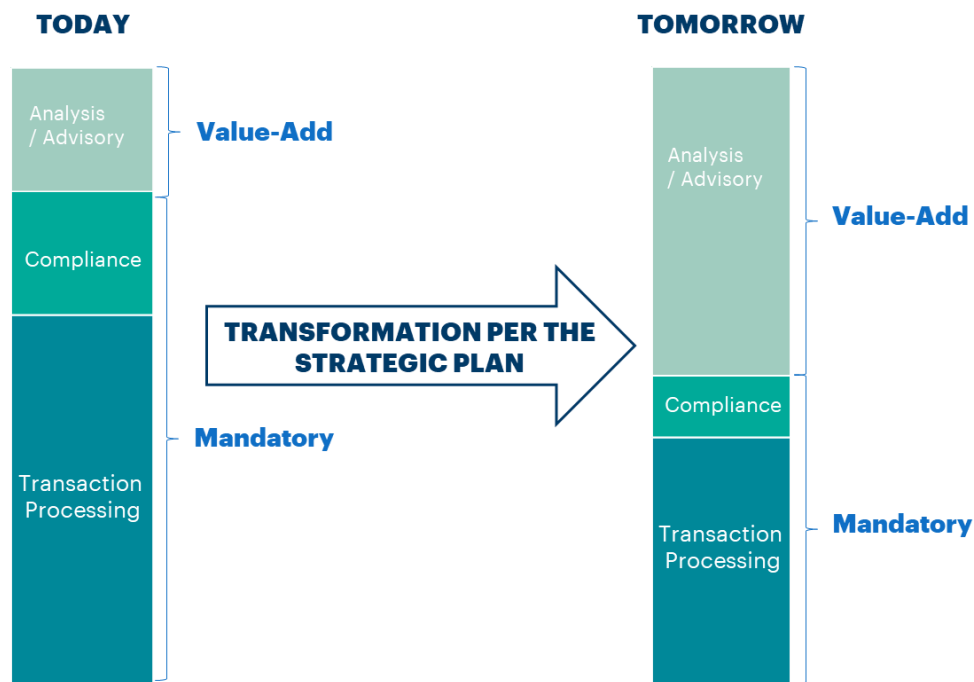 TODAY
Analysis
/ Advisory
Value-Add
Compliance
Transaction
Processing
Mandatory
TRANSFORMATION PER THE
STRATEGIC PLAN
TOMORROW
Analysis
/ Advisory
Value-Add
Compliance
Transaction
Processing
Mandatory